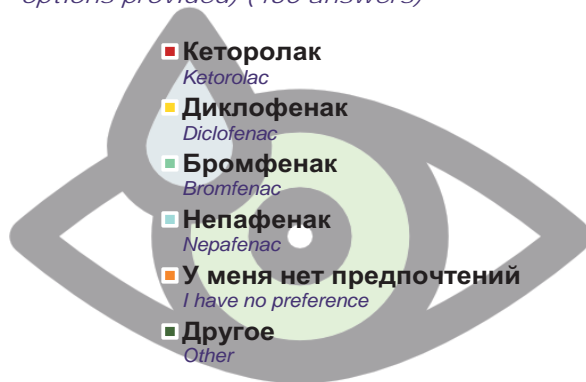 options provided) (400 answers)
Кеторолак
Ketorolac
Диклофенак
Diclofenac
Бромфенак
Bromfenac
Непафенак
Nepafenac
У меня нет предпочтений
I have no preference
Другое
Other